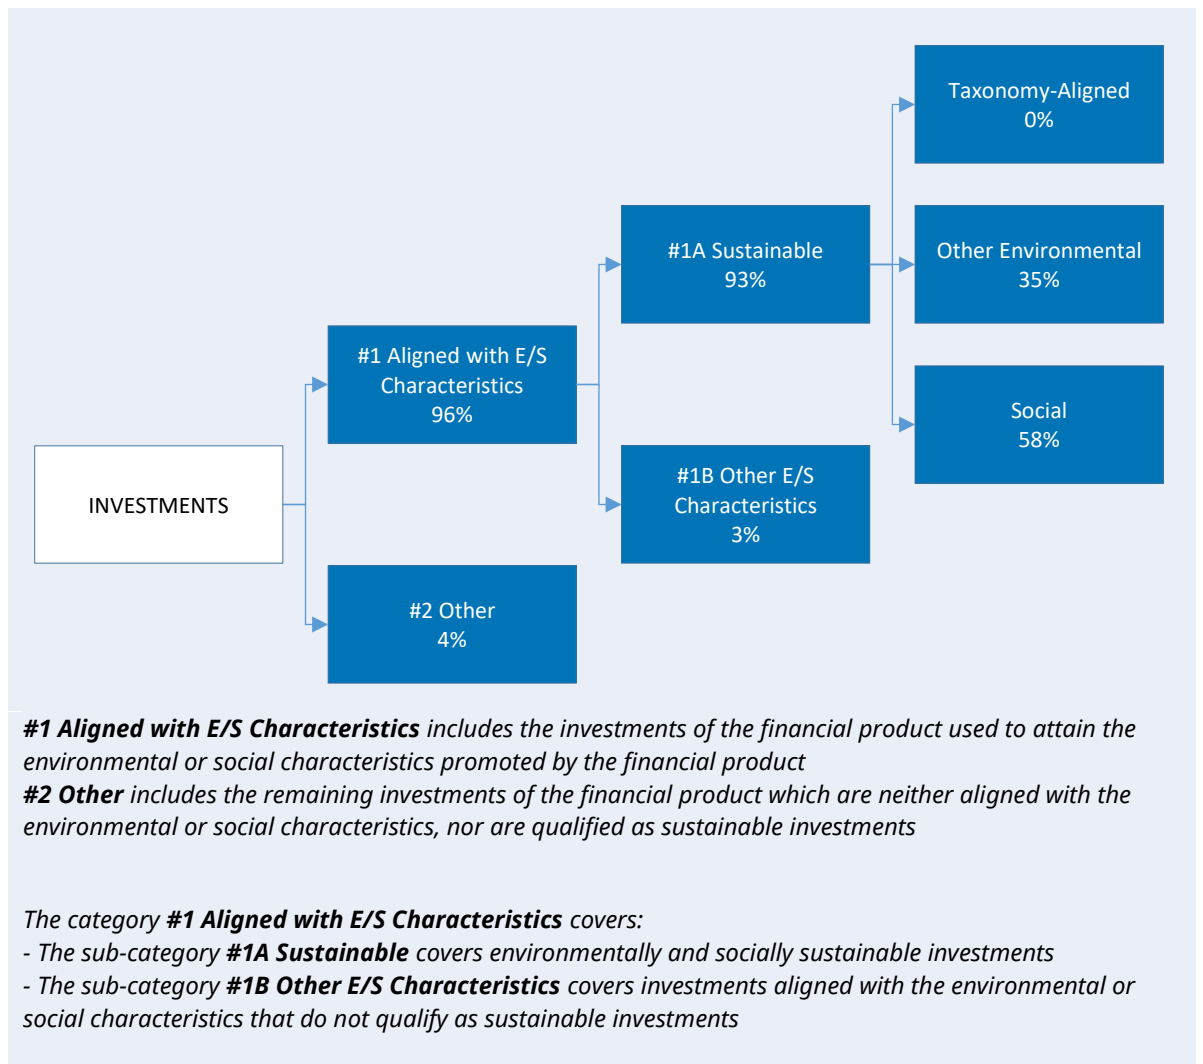 Taxonomy-Aligned
0%
#1A Sustainable
93%
Other Environmental
35%
#1 Aligned with E/S
Characteristics
96%
Social
58%
INVESTMENTS
#1B Other E/S
Characteristics
3%
#2 Other
4%
#1 Aligned with E/S Characteristics includes the investments of the financial product used to attain the
environmental or social characteristics promoted by the financial product
#2 Other includes the remaining investments of the financial product which are neither aligned with the
environmental or social characteristics, nor are qualified as sustainable investments
The category #1 Aligned with E/S Characteristics covers:
- The sub-category #1A Sustainable covers environmentally and socially sustainable investments
- The sub-category #1B Other E/S Characteristics covers investments aligned with the environmental or
social characteristics that do not qualify as sustainable investments